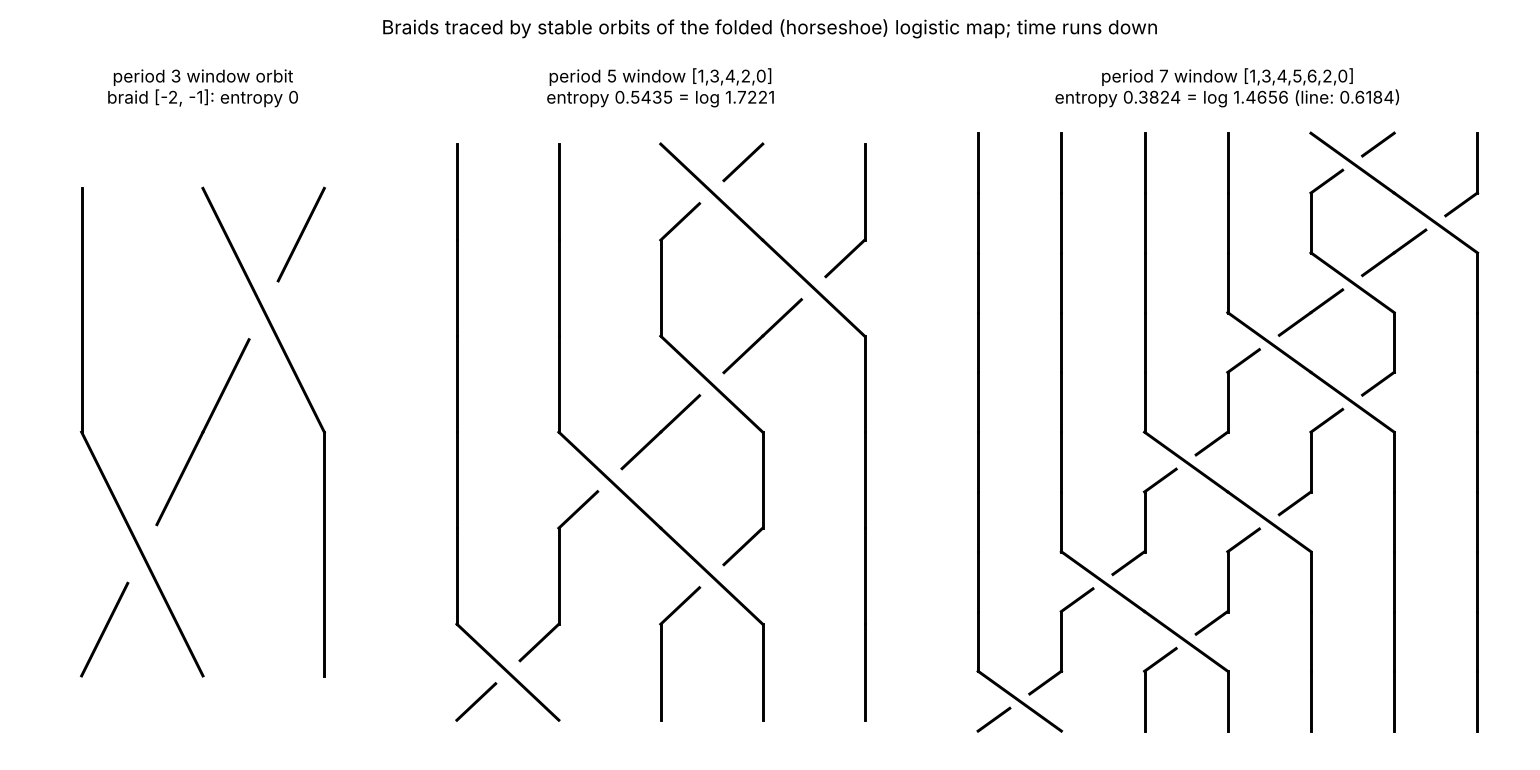 Braids traced by stable orbits of the folded (horseshoe) logistic map; time runs down
period 3 window orbit
braid [-2, -1]: entropy 0
period 5 window [1,3,4,2,0]
entropy 0.5435 = log 1.7221
period 7 window [1,3,4,5,6,2,0]
entropy 0.3824 = log 1.4656 (line: 0.6184)